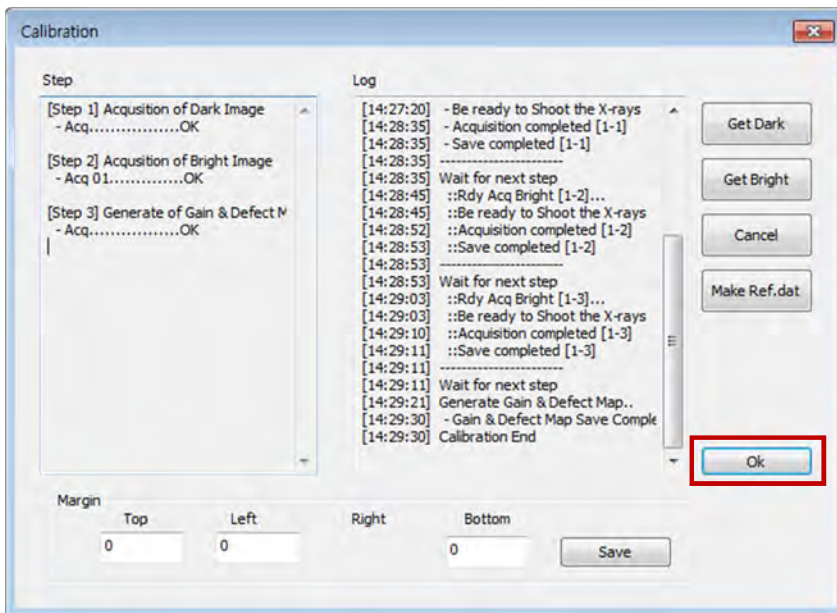 Calibration
Step
[Step 1] Acqusition of Dark Image
- Acq.................OK
[Step 2] Acqusition of Bright Image
- Acq 01..............OK
[Step 3] Generate of Gain & Defect M
- Acq.................OK
Log
[14:27:20] - Be ready to Shoot the X-rays
[14:28:35] - Acquisition completed [1-1]
[14:28:35] - Save completed [1-1]
[14:28:35] ------------------------
[14:28:35] Wait for next step
[14:28:45] ::Rdy Acq Bright [1-2]...
[14:28:45] ::Be ready to Shoot the X-rays
[14:28:52] ::Acquisition completed [1-2]
[14:28:53] ::Save completed [1-2]
[14:28:53] ------------------------
[14:28:53] Wait for next step
[14:29:03] ::Rdy Acq Bright [1-3]...
[14:29:03] ::Be ready to Shoot the X-rays
[14:29:10] ::Acquisition completed [1-3]
[14:29:11] ::Save completed [1-3]
[14:29:11] ------------------------
[14:29:11] Wait for next step
[14:29:21] Generate Gain & Defect Map..
[14:29:30] - Gain & Defect Map Save Comple
[14:29:30] Calibration End
Get Dark
Get Bright
Cancel
Make Ref.dat
Ok
Margin
Top Left Right Bottom
0 0 0 Save